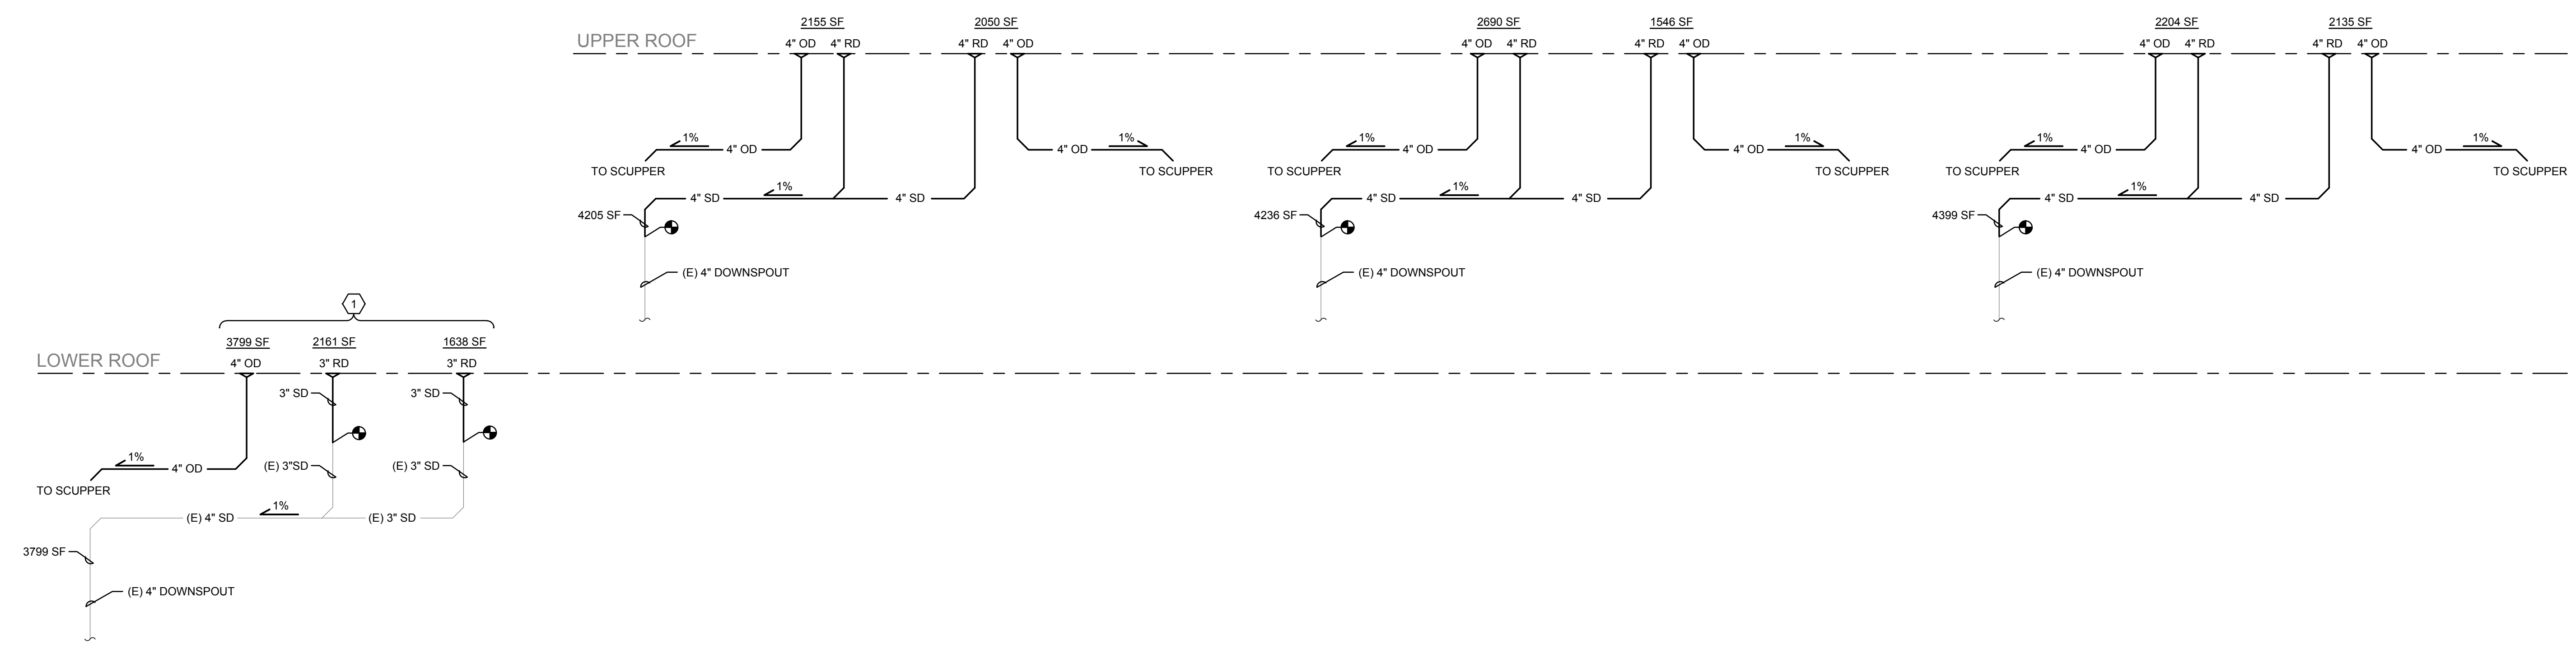 2155 SF
2050 SF
2690 SF
1546 SF
2204 SF
2135 SF
UPPER ROOF
4" OD
4" RD
4" RD
4" OD
4" OD
4" RD
4" RD
4" OD
4" OD
4" RD
4" RD
4" OD
1%
4" OD
TO SCUPPER
4" OD
1%
TO SCUPPER
1%
4" OD
TO SCUPPER
4" OD
1%
TO SCUPPER
1%
4" OD
TO SCUPPER
4" OD
1%
TO SCUPPER
4" SD
1%
4" SD
4" SD
1%
4" SD
4" SD
1%
4" SD
4205 SF
4236 SF
4399 SF
(E) 4" DOWNSPOUT
(E) 4" DOWNSPOUT
(E) 4" DOWNSPOUT
1
3799 SF
2161 SF
1638 SF
LOWER ROOF
4" OD
3" RD
3" RD
3" SD
3" SD
1%
4" OD
TO SCUPPER
(E) 3"SD
(E) 3" SD
(E) 4" SD
1%
(E) 3" SD
3799 SF
(E) 4" DOWNSPOUT